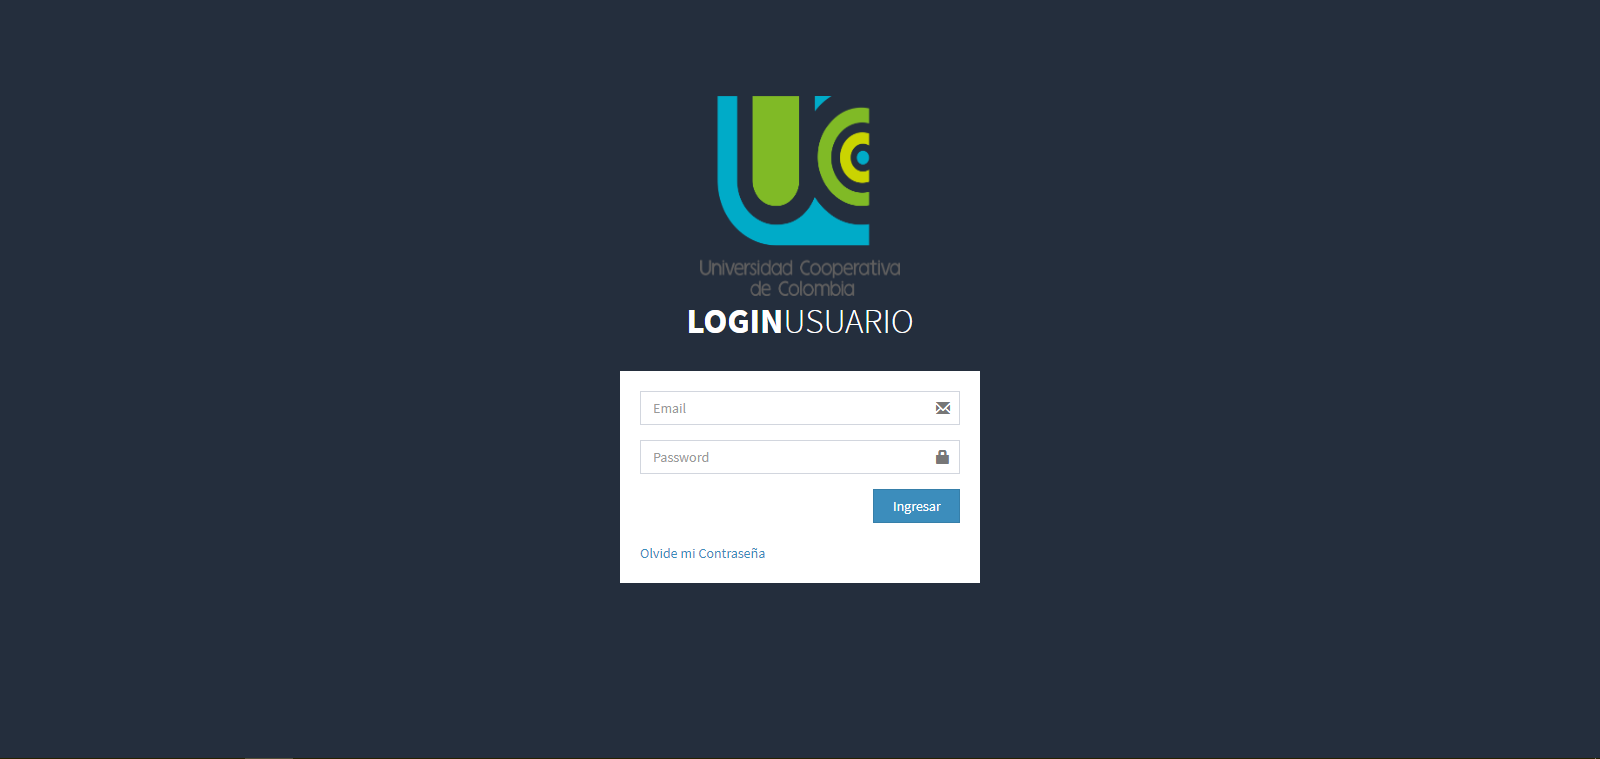 Universidad Cooperativa
de Colombia
LOGINUSUARIO
Email
Password
Ingresar
Olvide mi Contraseña